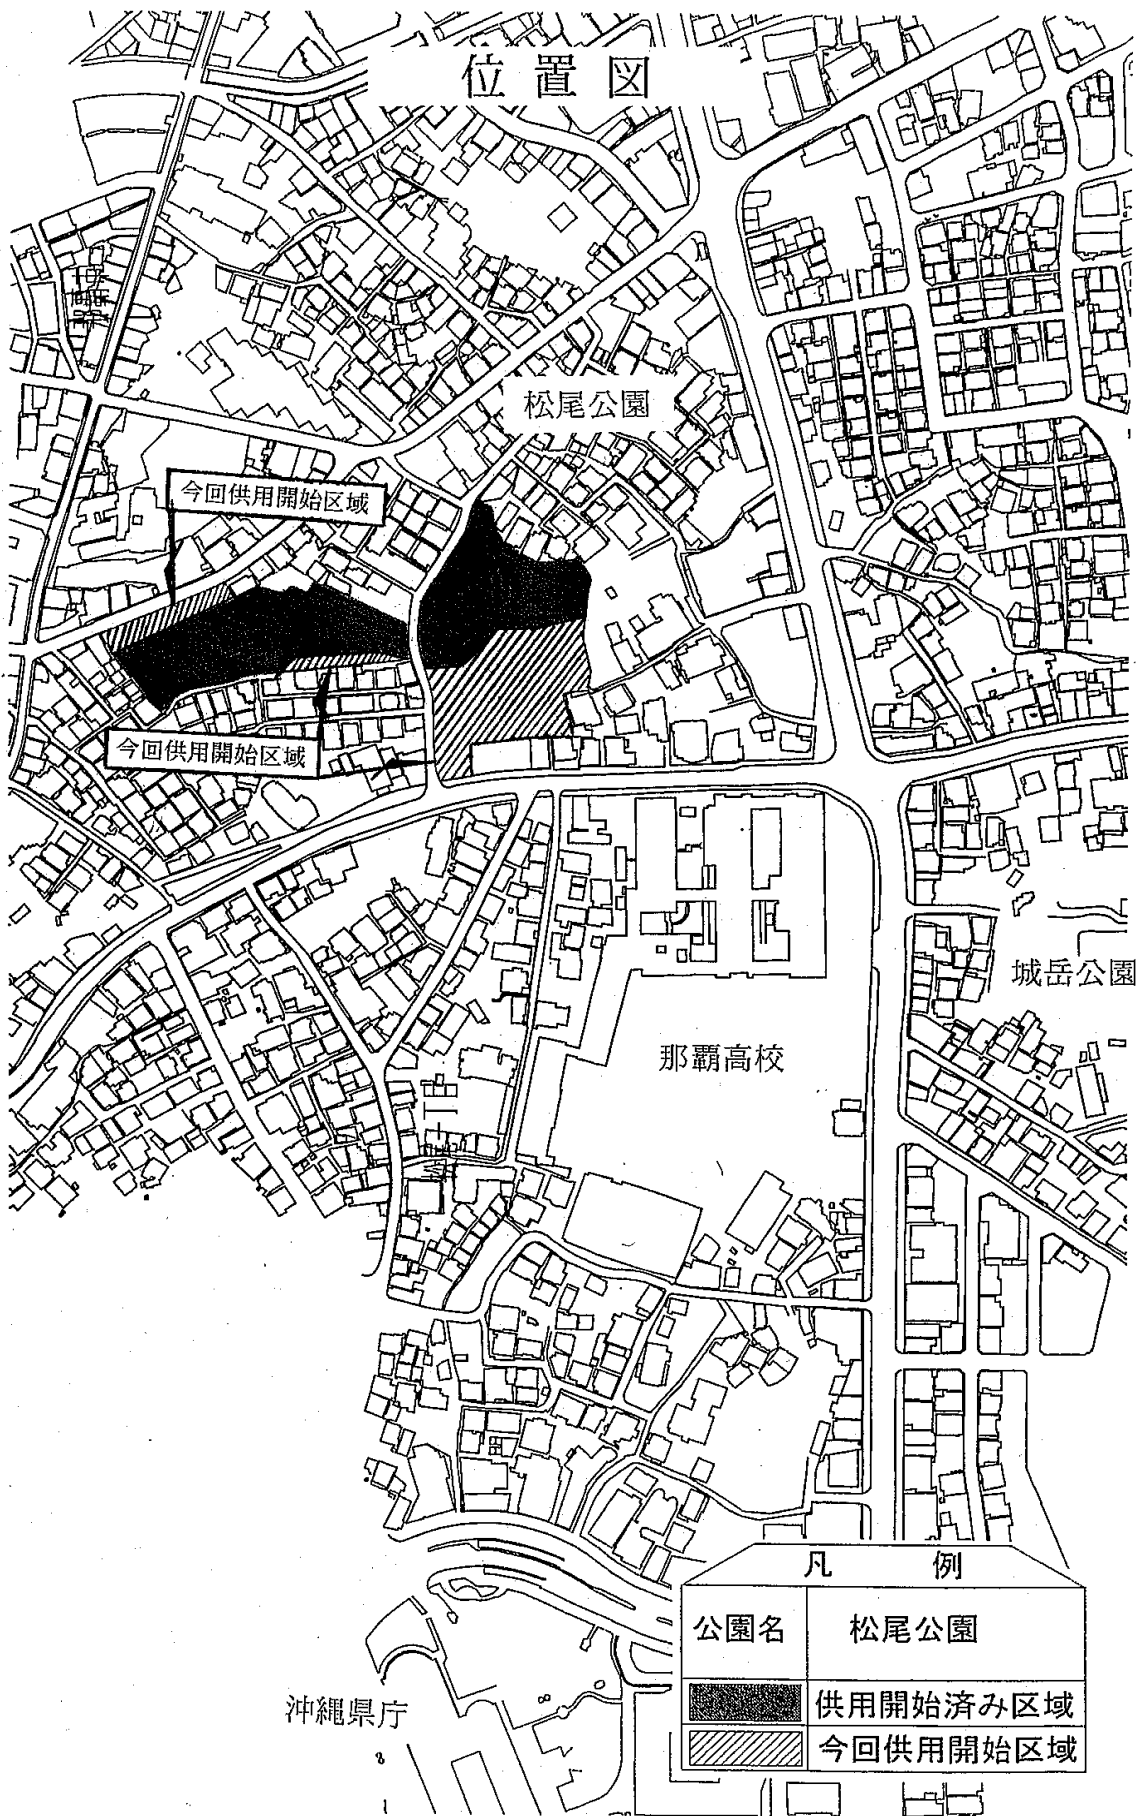 位置図
松尾公園
今回供用開始区域
今回供用開始区域
城岳公園
那覇高校
凡例
公園名 松尾公園
供用開始済み区域
今回供用開始区域
沖縄県庁